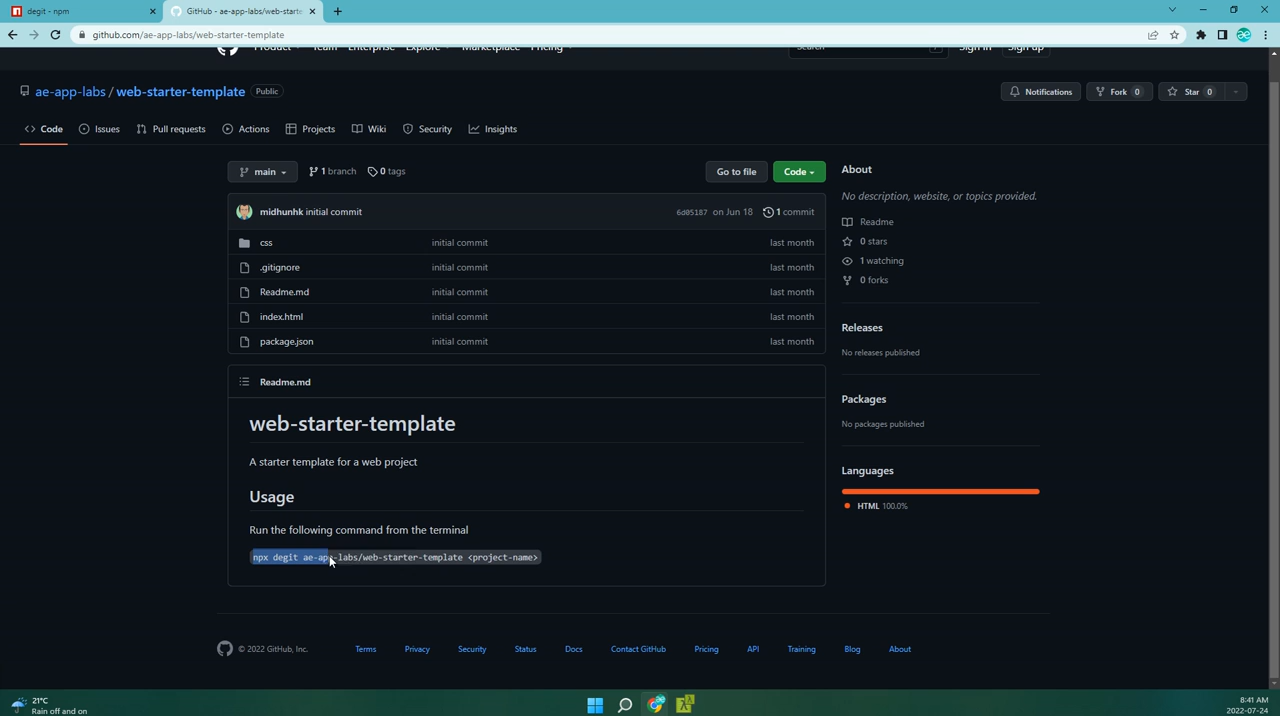 degit - npm
GitHub - ae-app-labs/web-starte
github.com/ae-app-labs/web-starter-template
Product Team Enterprise Explore Marketplace Pricing
Search
/
Sign in Sign up
ae-app-labs / web-starter-template Public
Notifications
Fork 0
Star 0
Code
Issues
Pull requests
Actions
Projects
Wiki
Security
Insights
main
1 branch
0 tags
Go to file
Code
midhunhk initial commit
6d05187 on Jun 18
1 commit
css initial commit last month
.gitignore initial commit last month
Readme.md initial commit last month
index.html initial commit last month
package.json initial commit last month
Readme.md
web-starter-template
A starter template for a web project
Usage
Run the following command from the terminal
npx degit ae-app-labs/web-starter-template <project-name>
About
No description, website, or topics provided.
Readme
0 stars
1 watching
0 forks
Releases
No releases published
Packages
No packages published
Languages
HTML 100.0%
© 2022 GitHub, Inc.
Terms
Privacy
Security
Status
Docs
Contact GitHub
Pricing
API
Training
Blog
About
21°C
Rain off and on
8:41 AM
2022-07-24